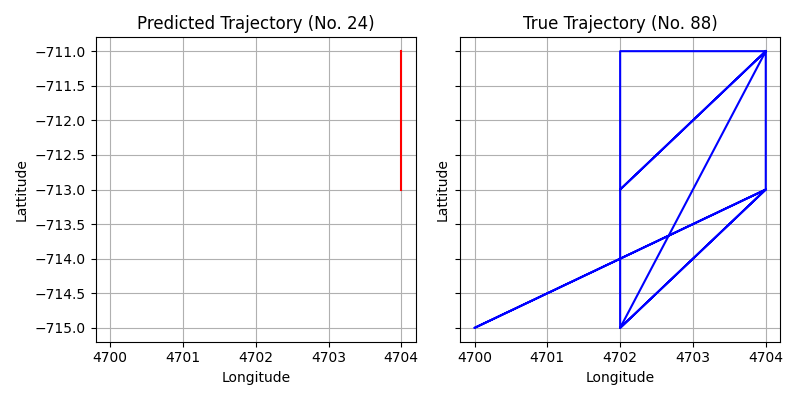 Predicted Trajectory (No. 24)
−711.0
−711.5
−712.0
−712.5
−713.0
−713.5
−714.0
−714.5
−715.0
Lattitude
4700 4701 4702 4703 4704
Longitude
True Trajectory (No. 88)
Lattitude
4700 4701 4702 4703 4704
Longitude